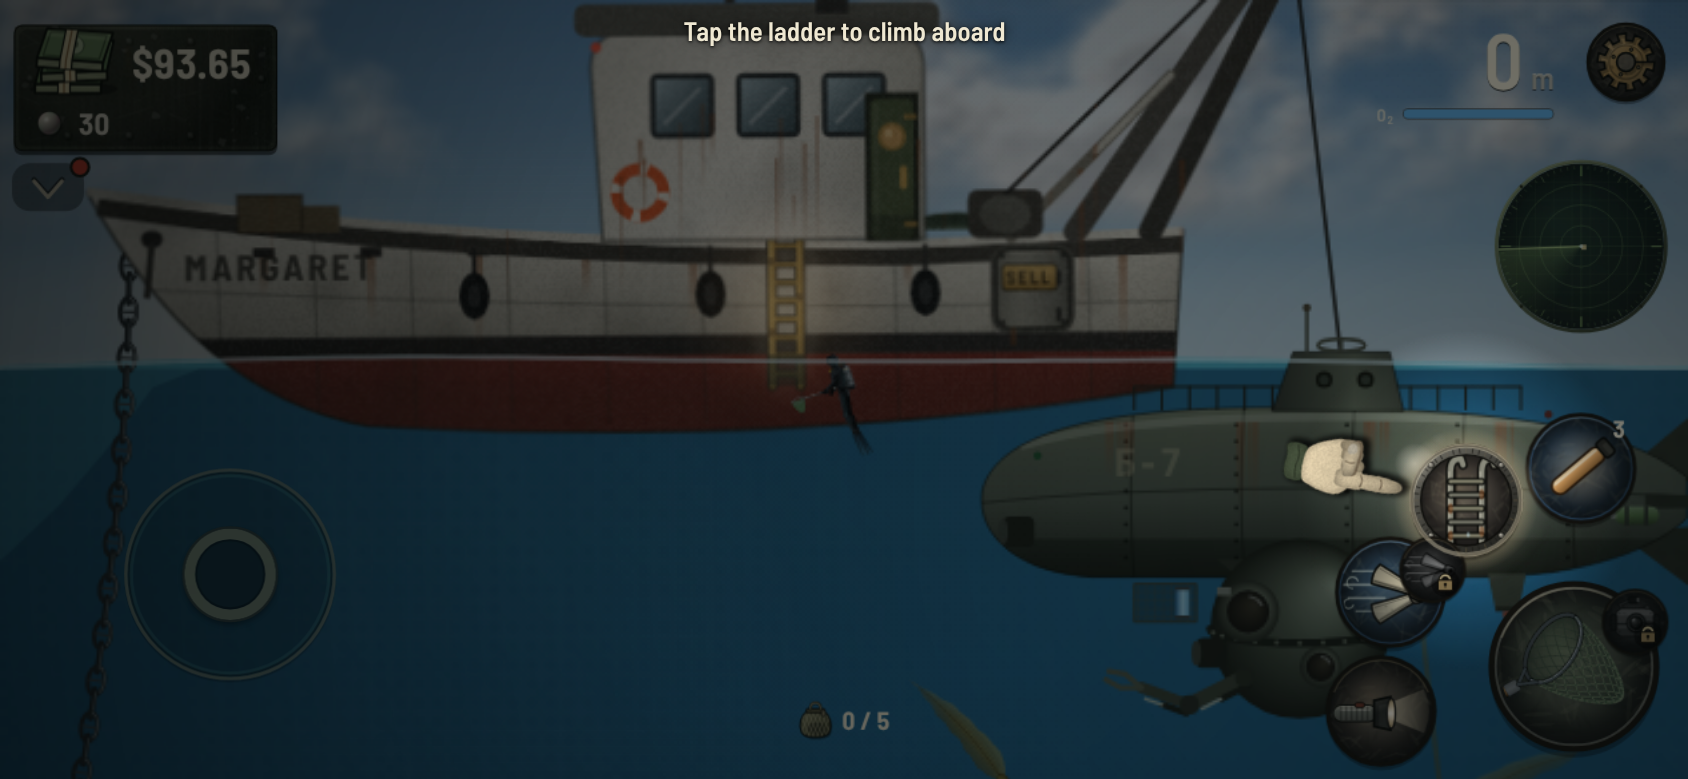 Tap the ladder to climb aboard
$93.65
30
0 m
O₂
MARGARET
SELL
3
B-7
0 / 5